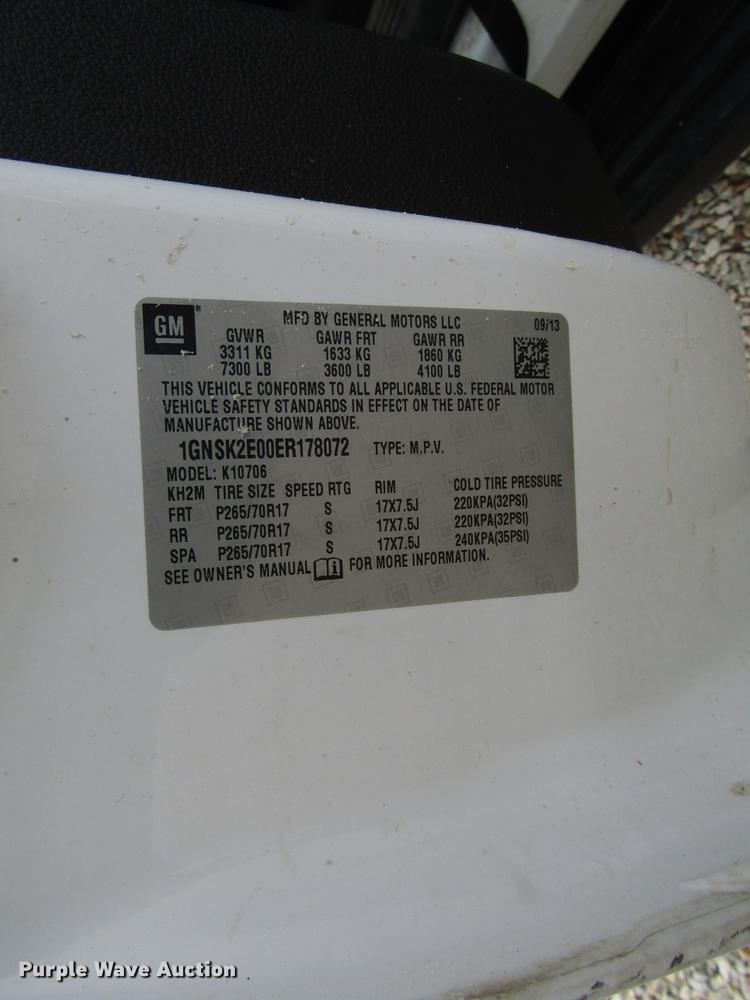 GM ®
MFD BY GENERAL MOTORS LLC 09/13
GVWR GAWR FRT GAWR RR
3311 KG 1633 KG 1860 KG
7300 LB 3600 LB 4100 LB
THIS VEHICLE CONFORMS TO ALL APPLICABLE U.S. FEDERAL MOTOR
VEHICLE SAFETY STANDARDS IN EFFECT ON THE DATE OF
MANUFACTURE SHOWN ABOVE.
1GNSK2E00ER178072 TYPE: M.P.V.
MODEL: K10706
KH2M TIRE SIZE SPEED RTG RIM COLD TIRE PRESSURE
FRT P265/70R17 S 17X7.5J 220KPA(32PSI)
RR P265/70R17 S 17X7.5J 220KPA(32PSI)
SPA P265/70R17 S 17X7.5J 240KPA(35PSI)
SEE OWNER'S MANUAL i FOR MORE INFORMATION.
Purple Wave Auction